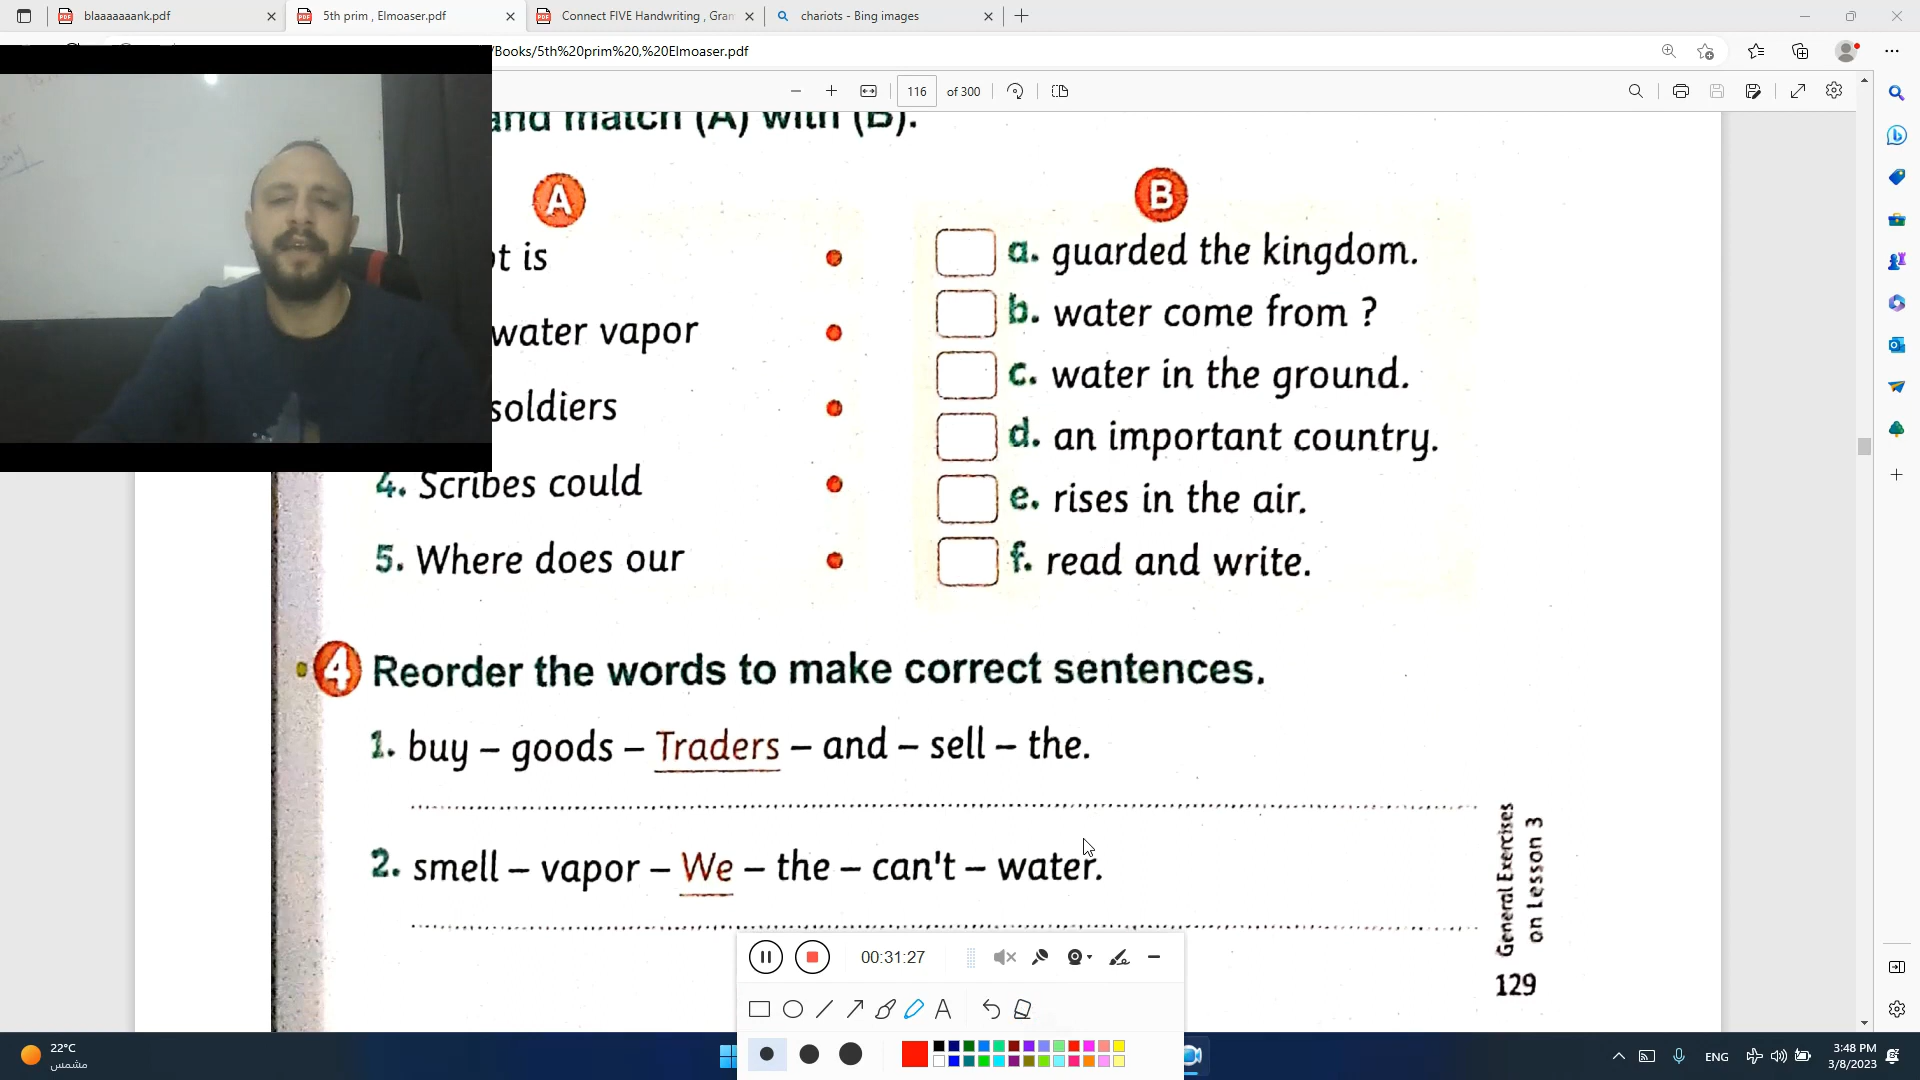 blaaaaaank.pdf
5th prim , Elmoaser.pdf
Connect FIVE Handwriting , Gram
chariots - Bing images
/Books/5th%20prim%20,%20Elmoaser.pdf
116 of 300
and match (A) with (B).
A
B
t is
water vapor
soldiers
4. Scribes could
5. Where does our
a. guarded the kingdom.
b. water come from ?
c. water in the ground.
d. an important country.
e. rises in the air.
f. read and write.
4 Reorder the words to make correct sentences.
1. buy – goods – Traders – and – sell – the.
2. smell – vapor – We – the – can't – water.
General Exercises
on Lesson 3
129
00:31:27
A
22°C
مشمس
ENG
3:48 PM
3/8/2023